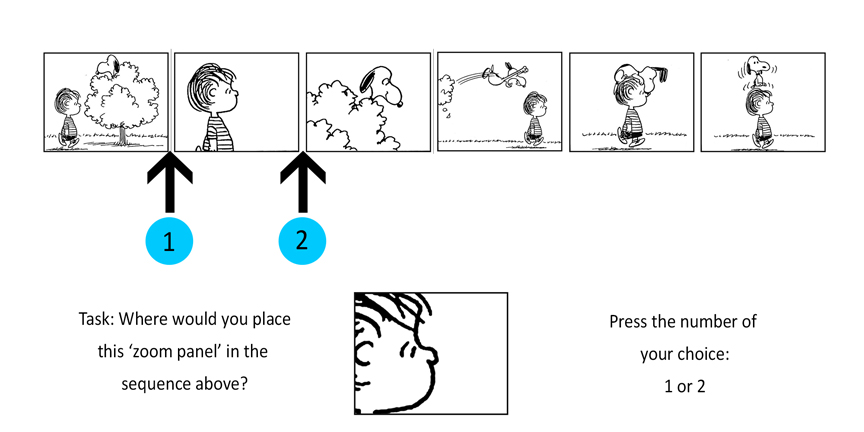 1
2
Task: Where would you place
this ‘zoom panel’ in the
sequence above?
Press the number of
your choice:
1 or 2